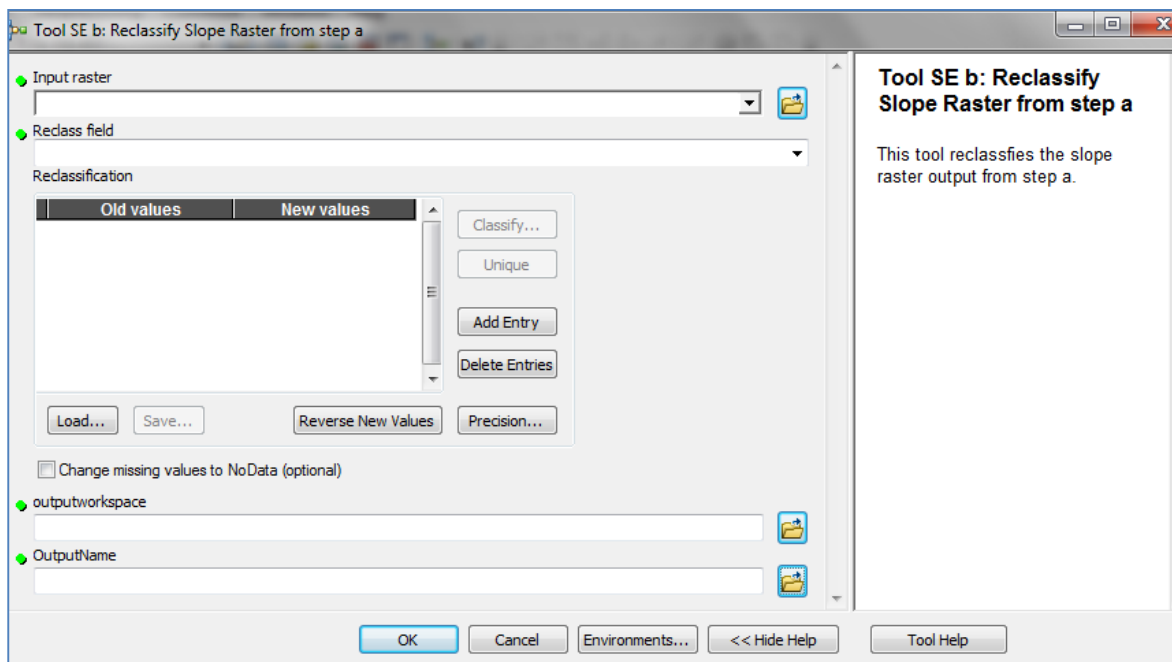 Tool SE b: Reclassify Slope Raster from step a
Input raster
Reclass field
Reclassification
Old values New values
Classify...
Unique
Add Entry
Delete Entries
Load... Save... Reverse New Values Precision...
Change missing values to NoData (optional)
outputworkspace
OutputName
OK Cancel Environments... << Hide Help Tool Help
Tool SE b: Reclassify
Slope Raster from step a
This tool reclassfies the slope
raster output from step a.